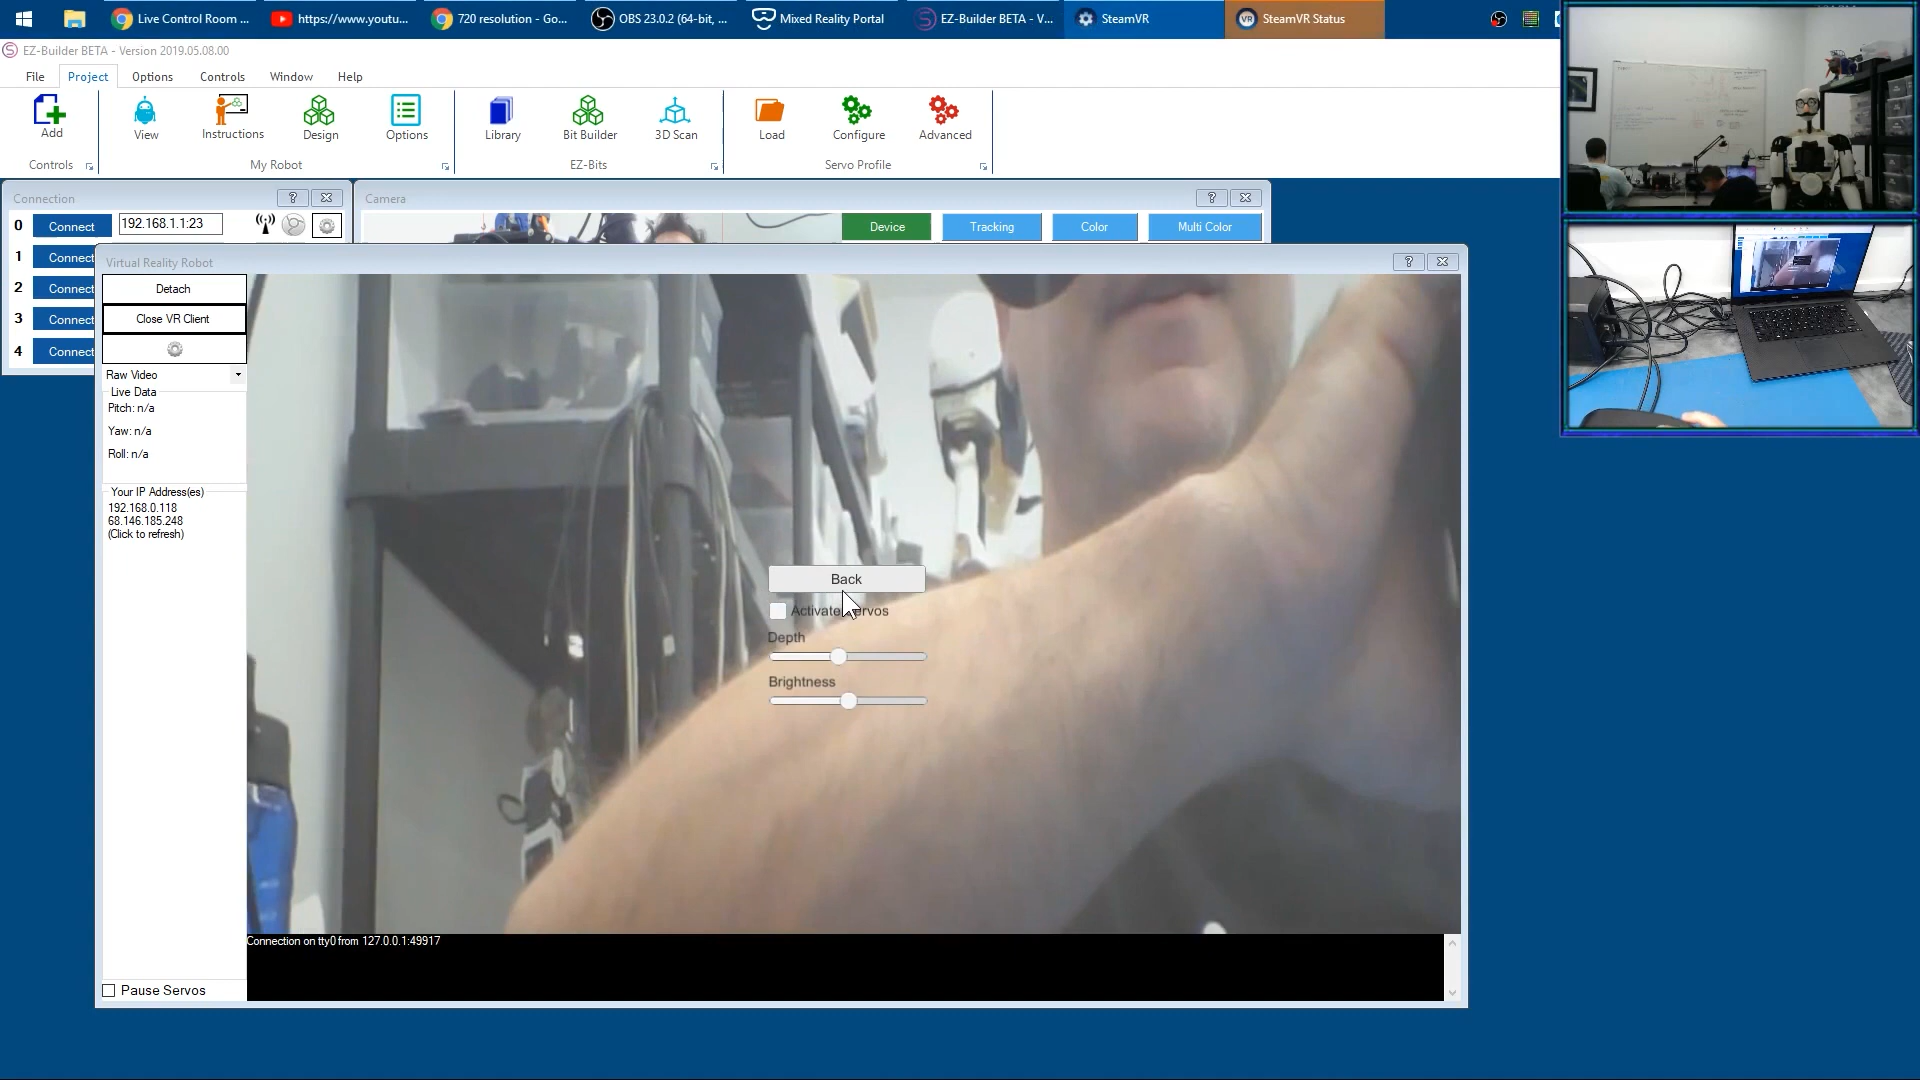 Live Control Room ...
https://www.youtu...
720 resolution - Go...
OBS 23.0.2 (64-bit, ...
Mixed Reality Portal
EZ-Builder BETA - V...
SteamVR
SteamVR Status
EZ-Builder BETA - Version 2019.05.08.00
File Project Options Controls Window Help
Add
View
Instructions
Design
Options
Library
Bit Builder
3D Scan
Load
Configure
Advanced
Controls
My Robot
EZ-Bits
Servo Profile
Connection
0 Connect 192.168.1.1:23
1 Connect
2 Connect
3 Connect
4 Connect
Camera
Device
Tracking
Color
Multi Color
Virtual Reality Robot
Detach
Close VR Client
Raw Video
Live Data
Pitch: n/a
Yaw: n/a
Roll: n/a
Your IP Address(es)
192.168.0.118
68.146.185.248
(Click to refresh)
Back
Activate Servos
Depth
Brightness
Connection on tty0 from 127.0.0.1:49917
Pause Servos